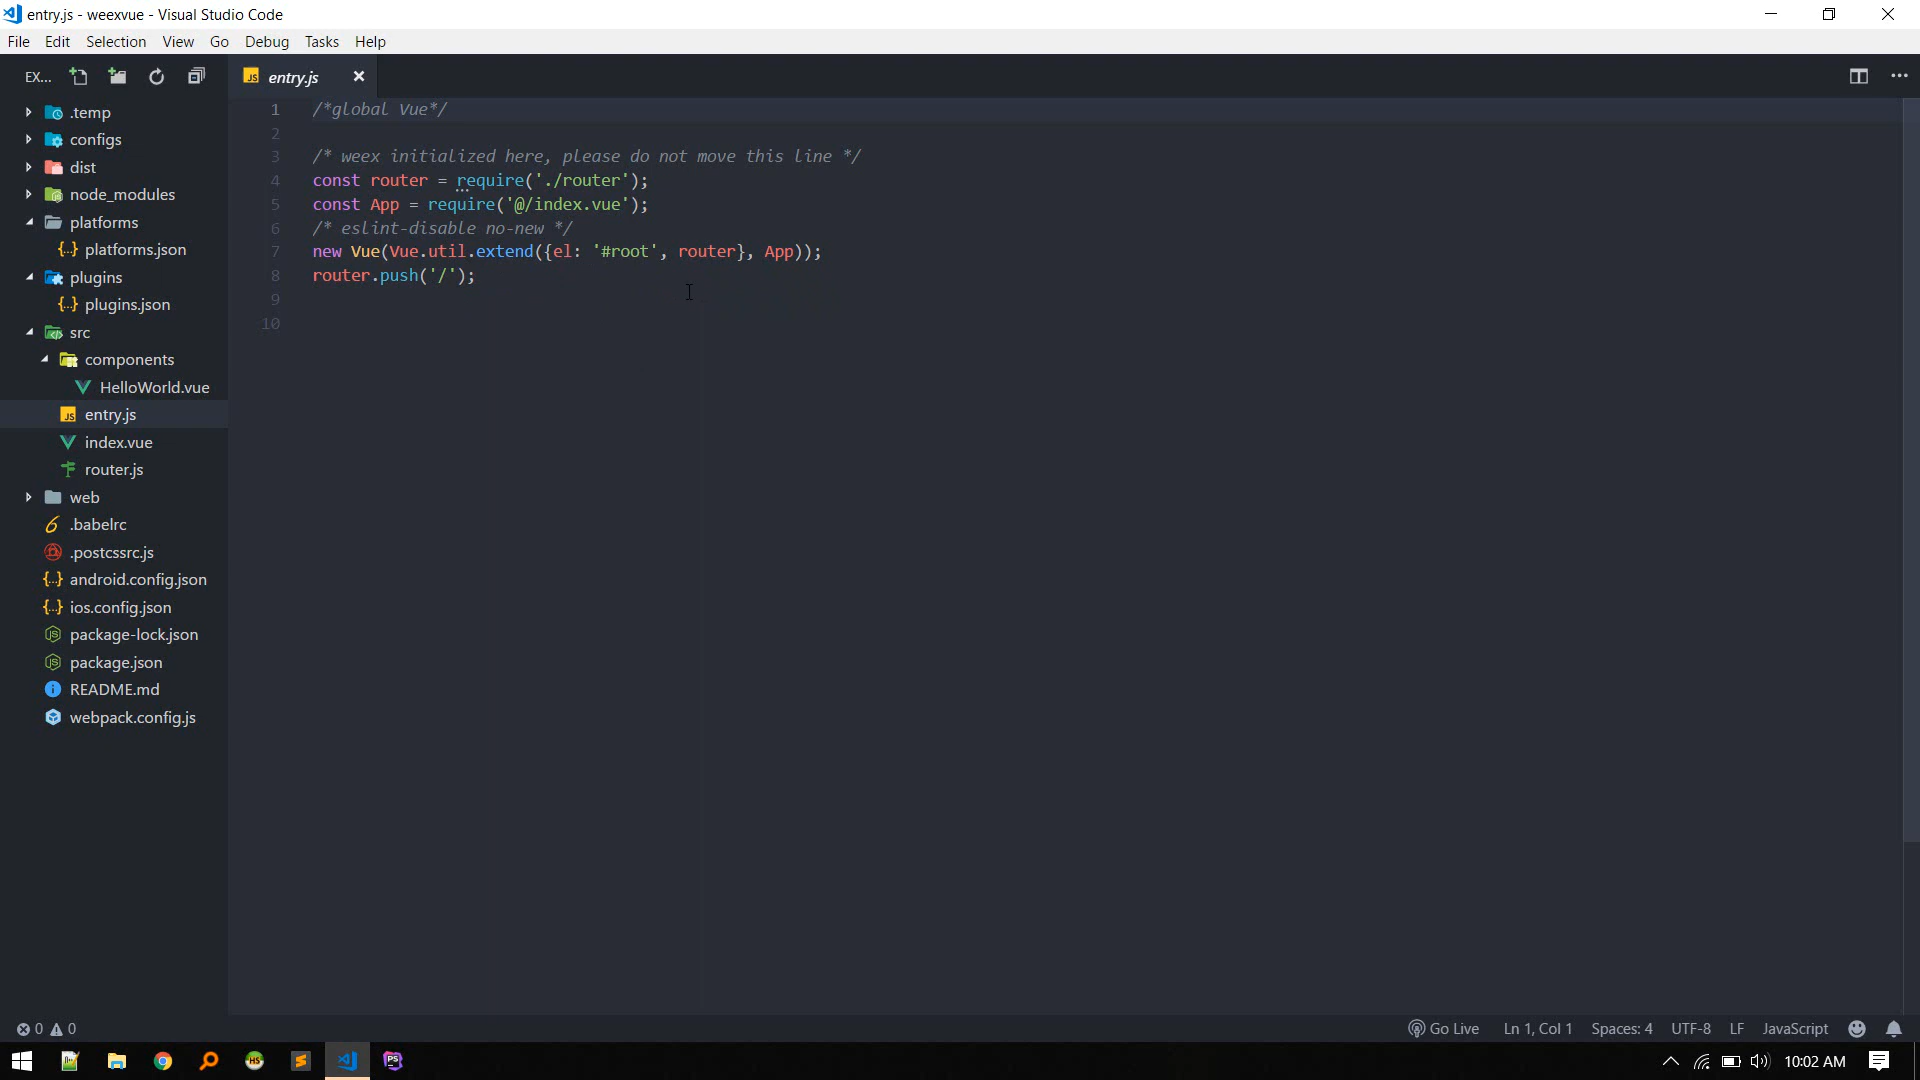 entry.js - weexvue - Visual Studio Code
File Edit Selection View Go Debug Tasks Help
EX...
.temp
configs
dist
node_modules
platforms
platforms.json
plugins
plugins.json
src
components
HelloWorld.vue
entry.js
index.vue
router.js
web
.babelrc
.postcssrc.js
android.config.json
ios.config.json
package-lock.json
package.json
README.md
webpack.config.js
JS entry.js
1 /*global Vue*/
2
3 /* weex initialized here, please do not move this line */
4 const router = require('./router');
5 const App = require('@/index.vue');
6 /* eslint-disable no-new */
7 new Vue(Vue.util.extend({el: '#root', router}, App));
8 router.push('/');
9
10
0 0 Go Live Ln 1, Col 1 Spaces: 4 UTF-8 LF JavaScript
HS S PS 10:02 AM